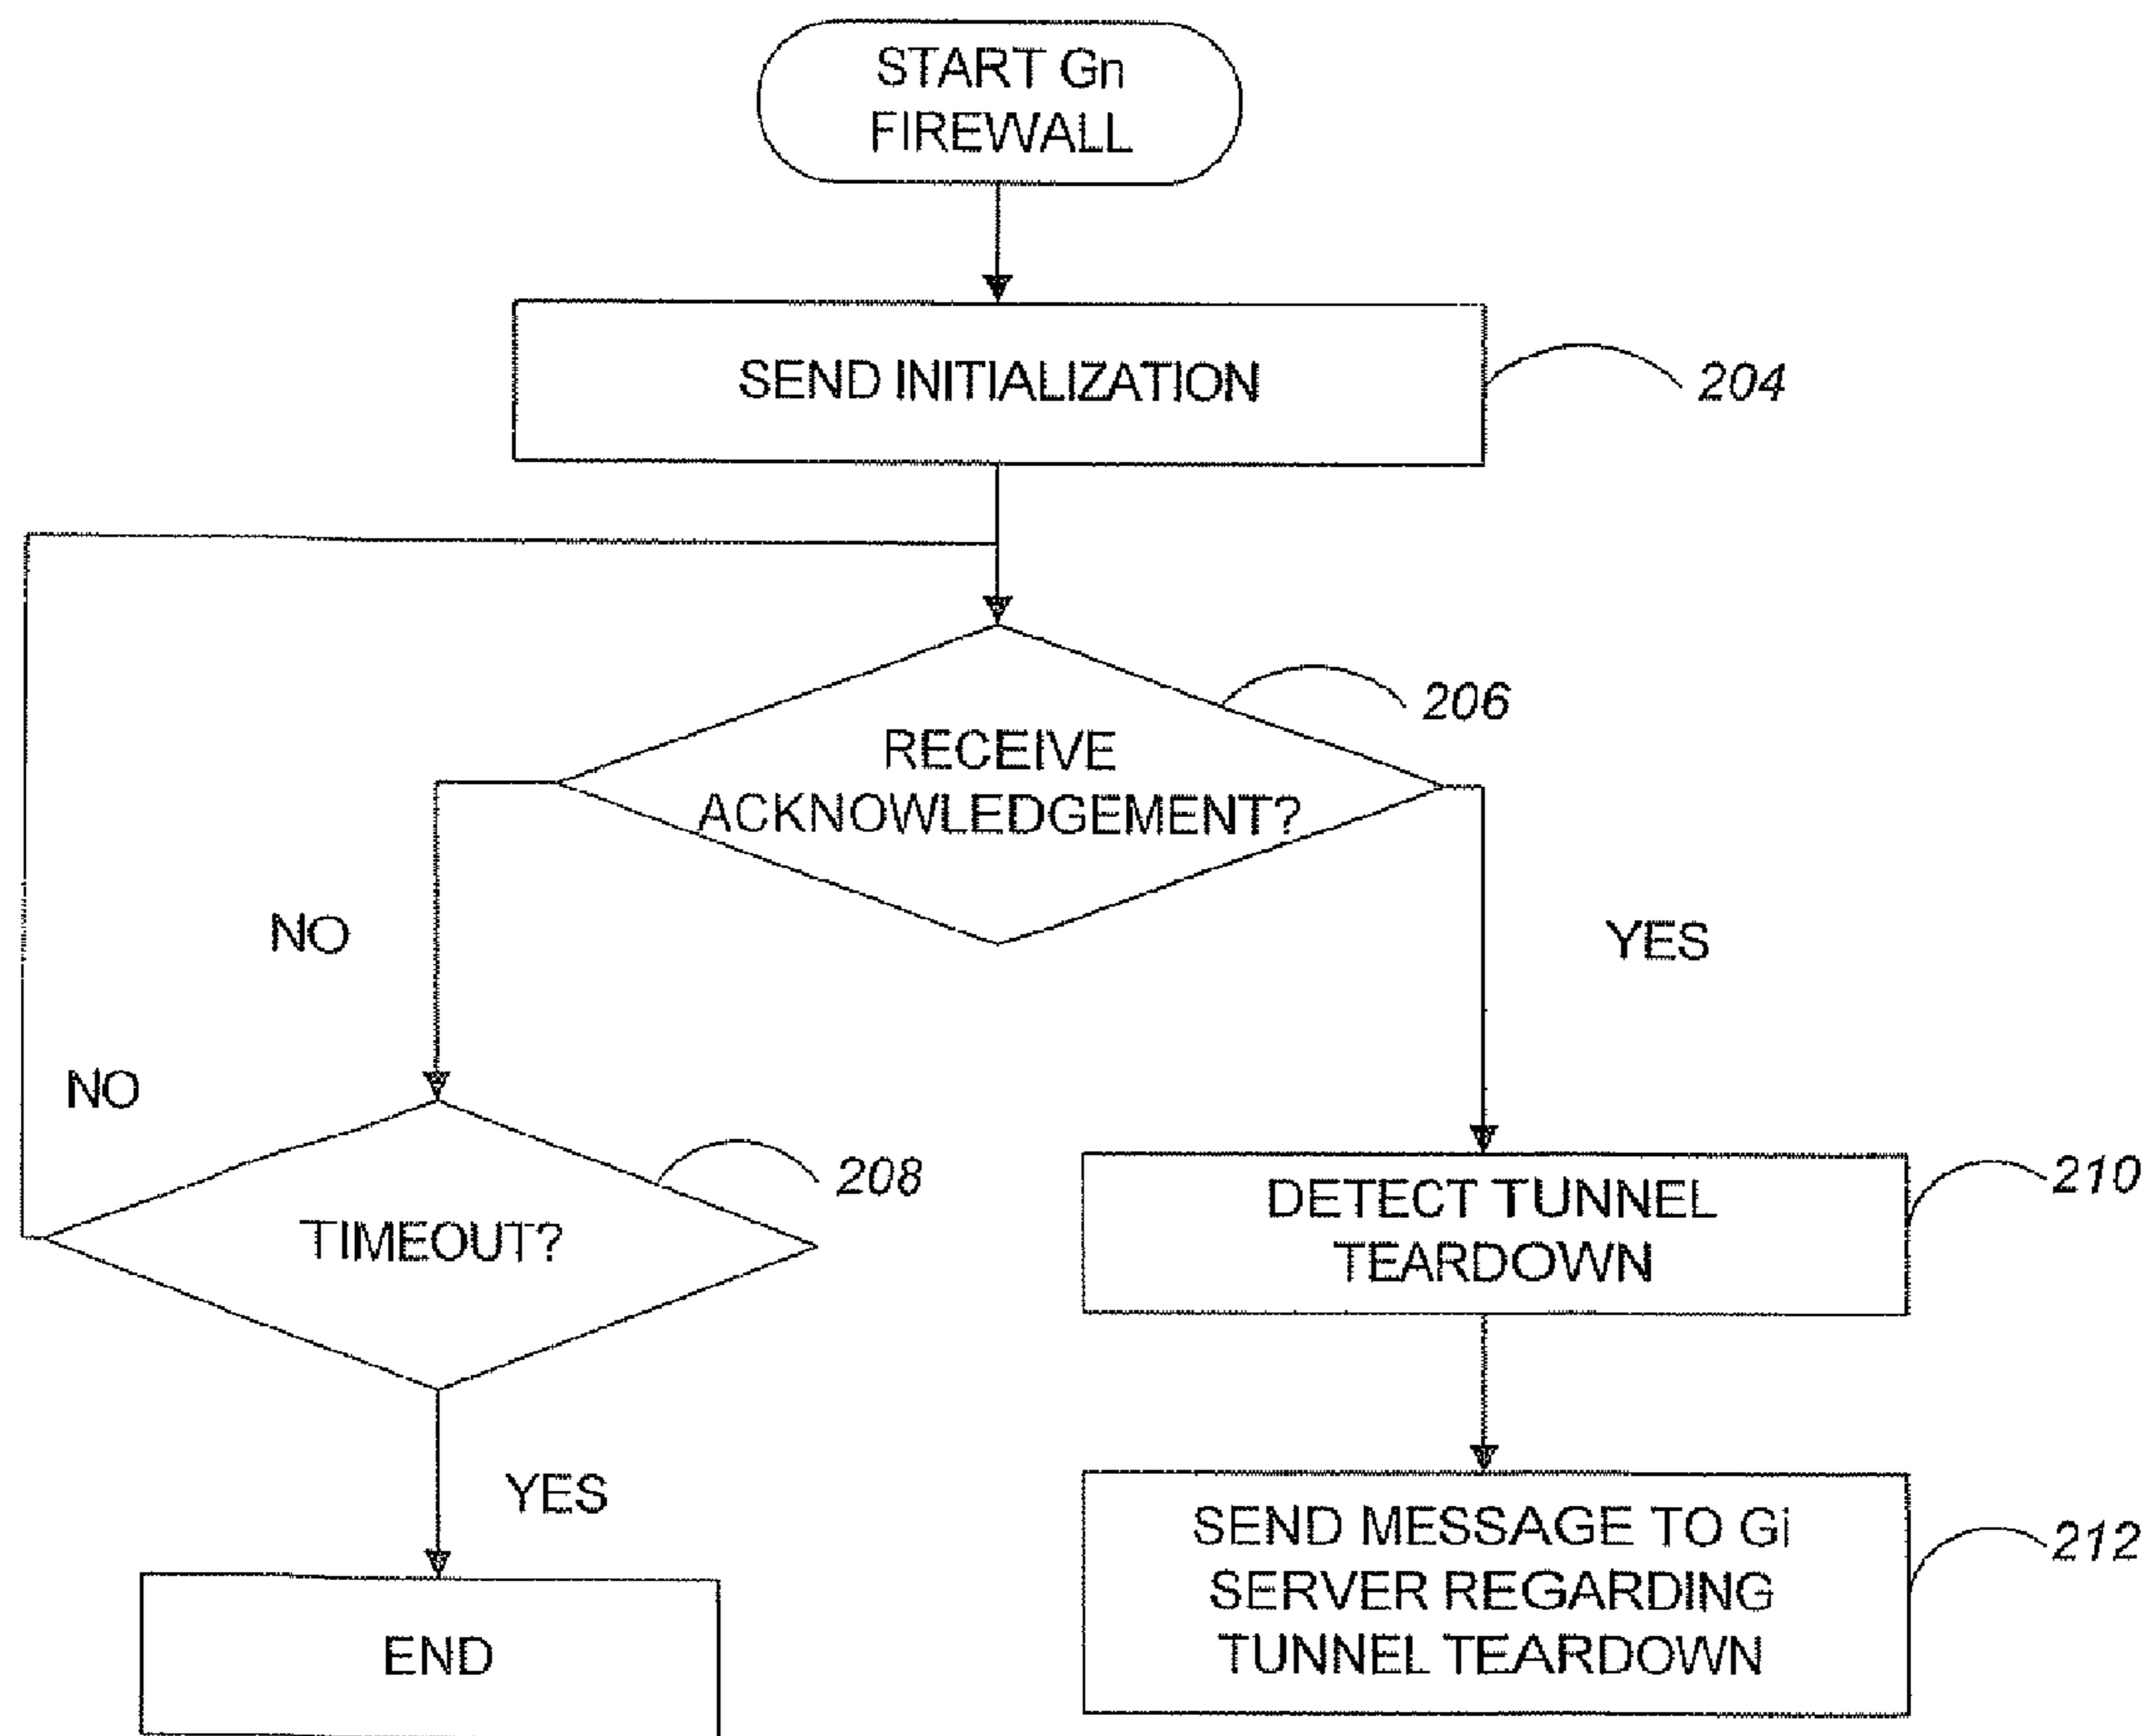 START Gn
FIREWALL
SEND INITIALIZATION
204
206
RECEIVE
ACKNOWLEDGEMENT?
NO
YES
NO
208
TIMEOUT?
210
DETECT TUNNEL
TEARDOWN
YES
212
SEND MESSAGE TO Gi
SERVER REGARDING
TUNNEL TEARDOWN
END